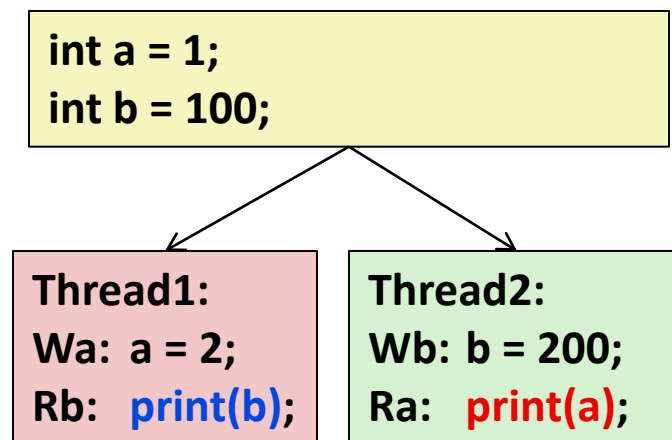 int a = 1;
int b = 100;
Thread1:
Wa: a = 2;
Rb: print(b);
Thread2:
Wb: b = 200;
Ra: print(a);